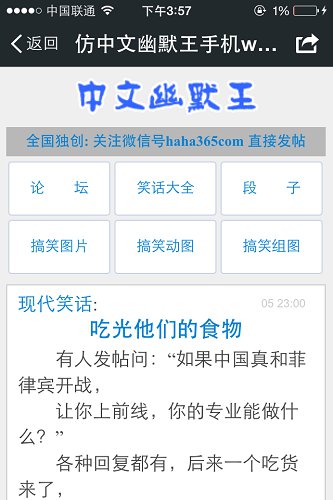 中国联通 下午3:57 1%
返回 仿中文幽默王手机w...
中文幽默王
全国独创: 关注微信号haha365com 直接发帖
论 坛 笑话大全 段 子
搞笑图片 搞笑动图 搞笑组图
现代笑话: 05 23:00
吃光他们的食物
有人发帖问：“如果中国真和菲
律宾开战，
让你上前线，你的专业能做什
么？”
各种回复都有，后来一个吃货
来了，